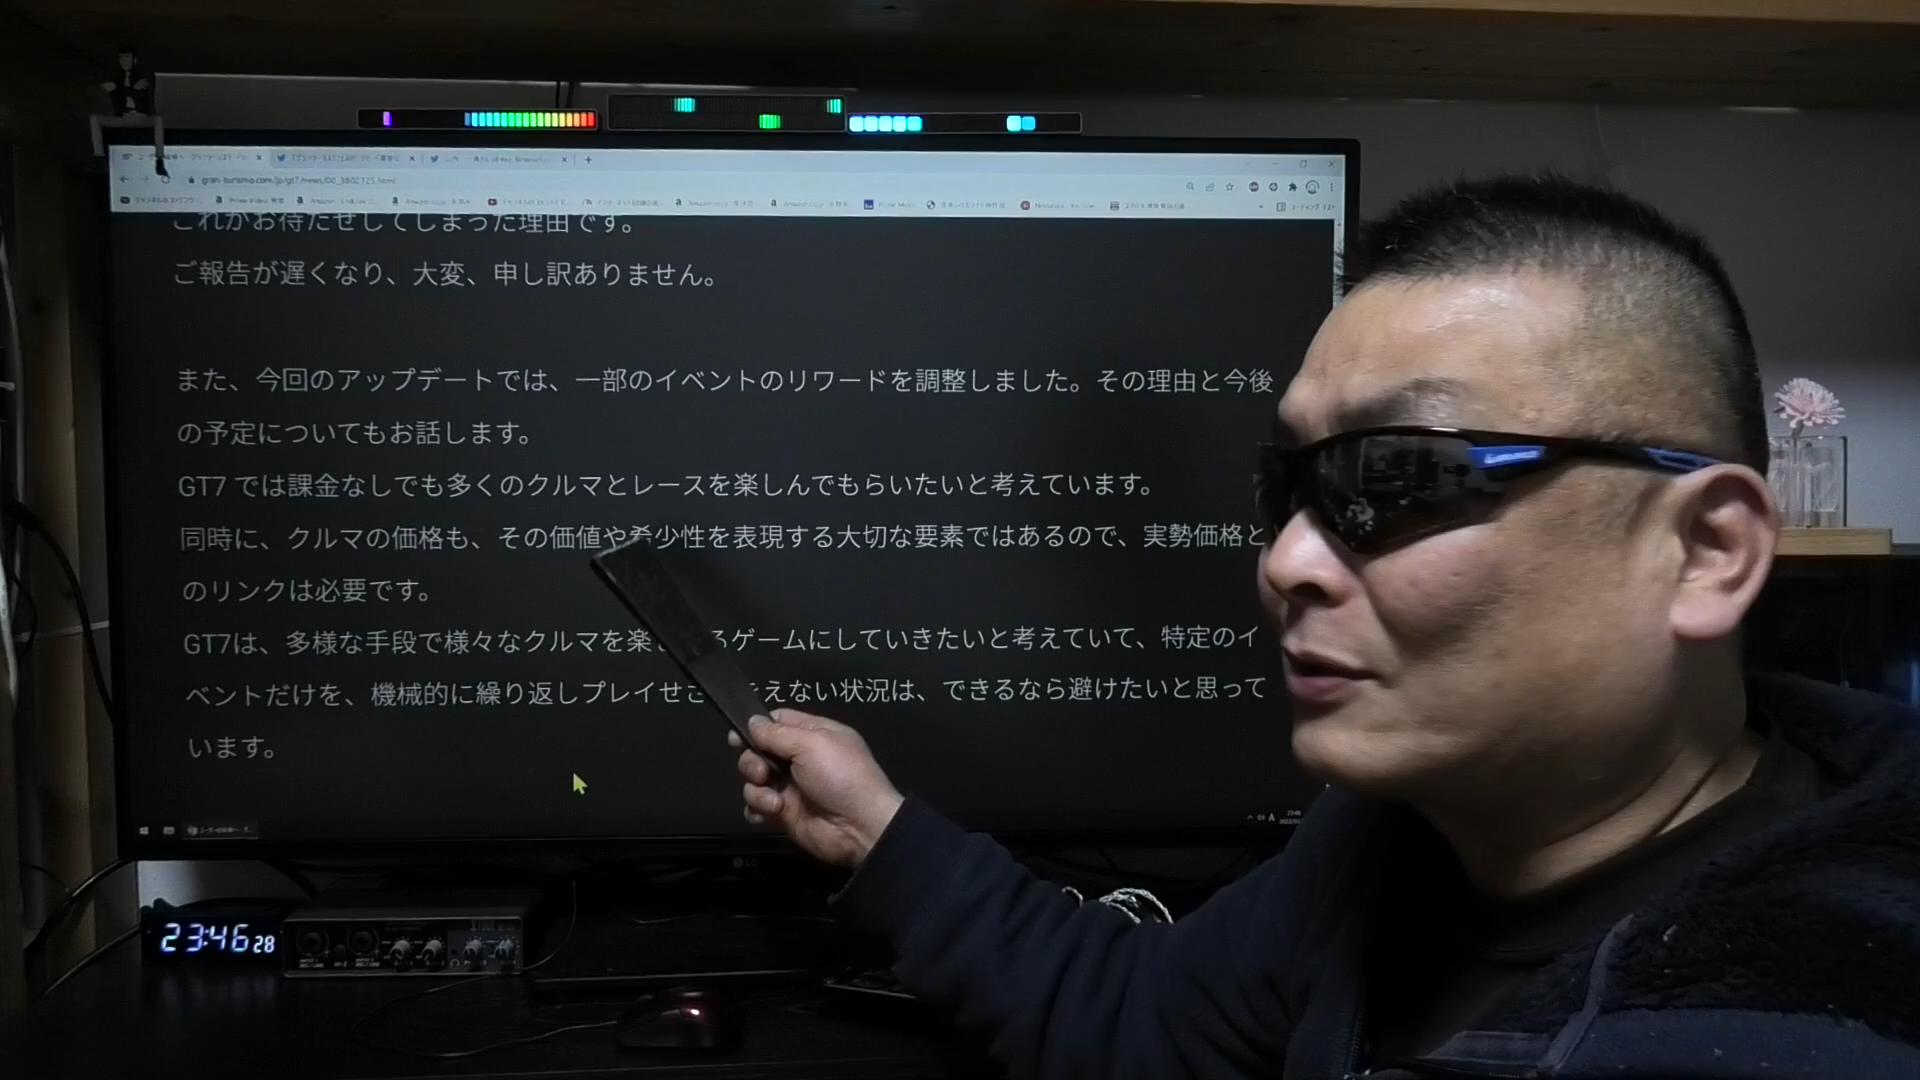 gran-turismo.com/jp/gt7/news/00_3802725.html
これがお待たせしてしまった理由です。
ご報告が遅くなり、大変、申し訳ありません。
また、今回のアップデートでは、一部のイベントのリワードを調整しました。その理由と今後
の予定についてもお話します。
GT7 では課金なしでも多くのクルマとレースを楽しんでもらいたいと考えています。
同時に、クルマの価格も、その価値や希少性を表現する大切な要素ではあるので、実勢価格と
のリンクは必要です。
GT7は、多様な手段で様々なクルマを楽 るゲームにしていきたいと考えていて、特定のイ
ベントだけを、機械的に繰り返しプレイせざ えない状況は、できるなら避けたいと思って
います。
A
LG
23:46 28